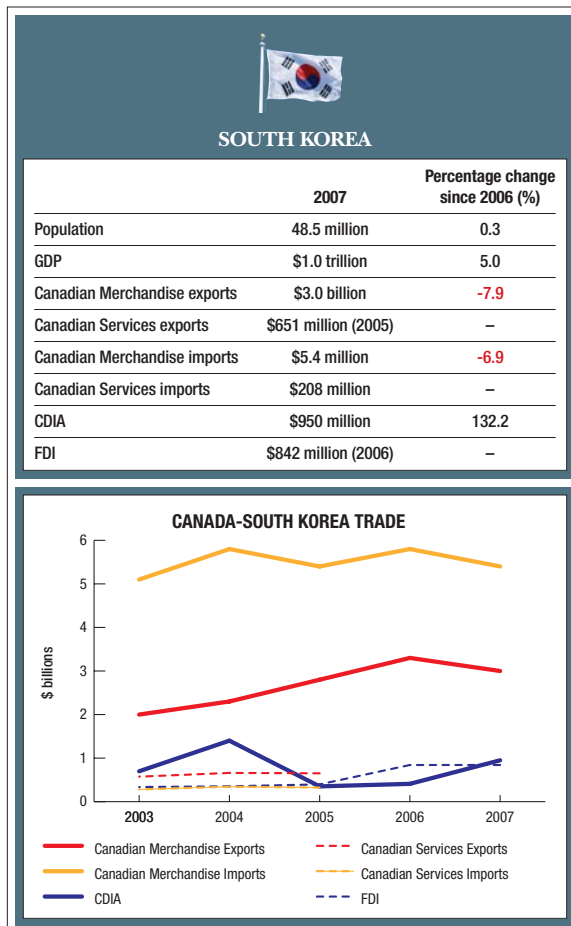 SOUTH KOREA
2007 Percentage change since 2006 (%)
Population 48.5 million 0.3
GDP $1.0 trillion 5.0
Canadian Merchandise exports $3.0 billion -7.9
Canadian Services exports $651 million (2005) –
Canadian Merchandise imports $5.4 million -6.9
Canadian Services imports $208 million –
CDIA $950 million 132.2
FDI $842 million (2006) –
CANADA-SOUTH KOREA TRADE
$ billions
6
5
4
3
2
1
0
2003 2004 2005 2006 2007
Canadian Merchandise Exports Canadian Services Exports
Canadian Merchandise Imports Canadian Services Imports
CDIA FDI